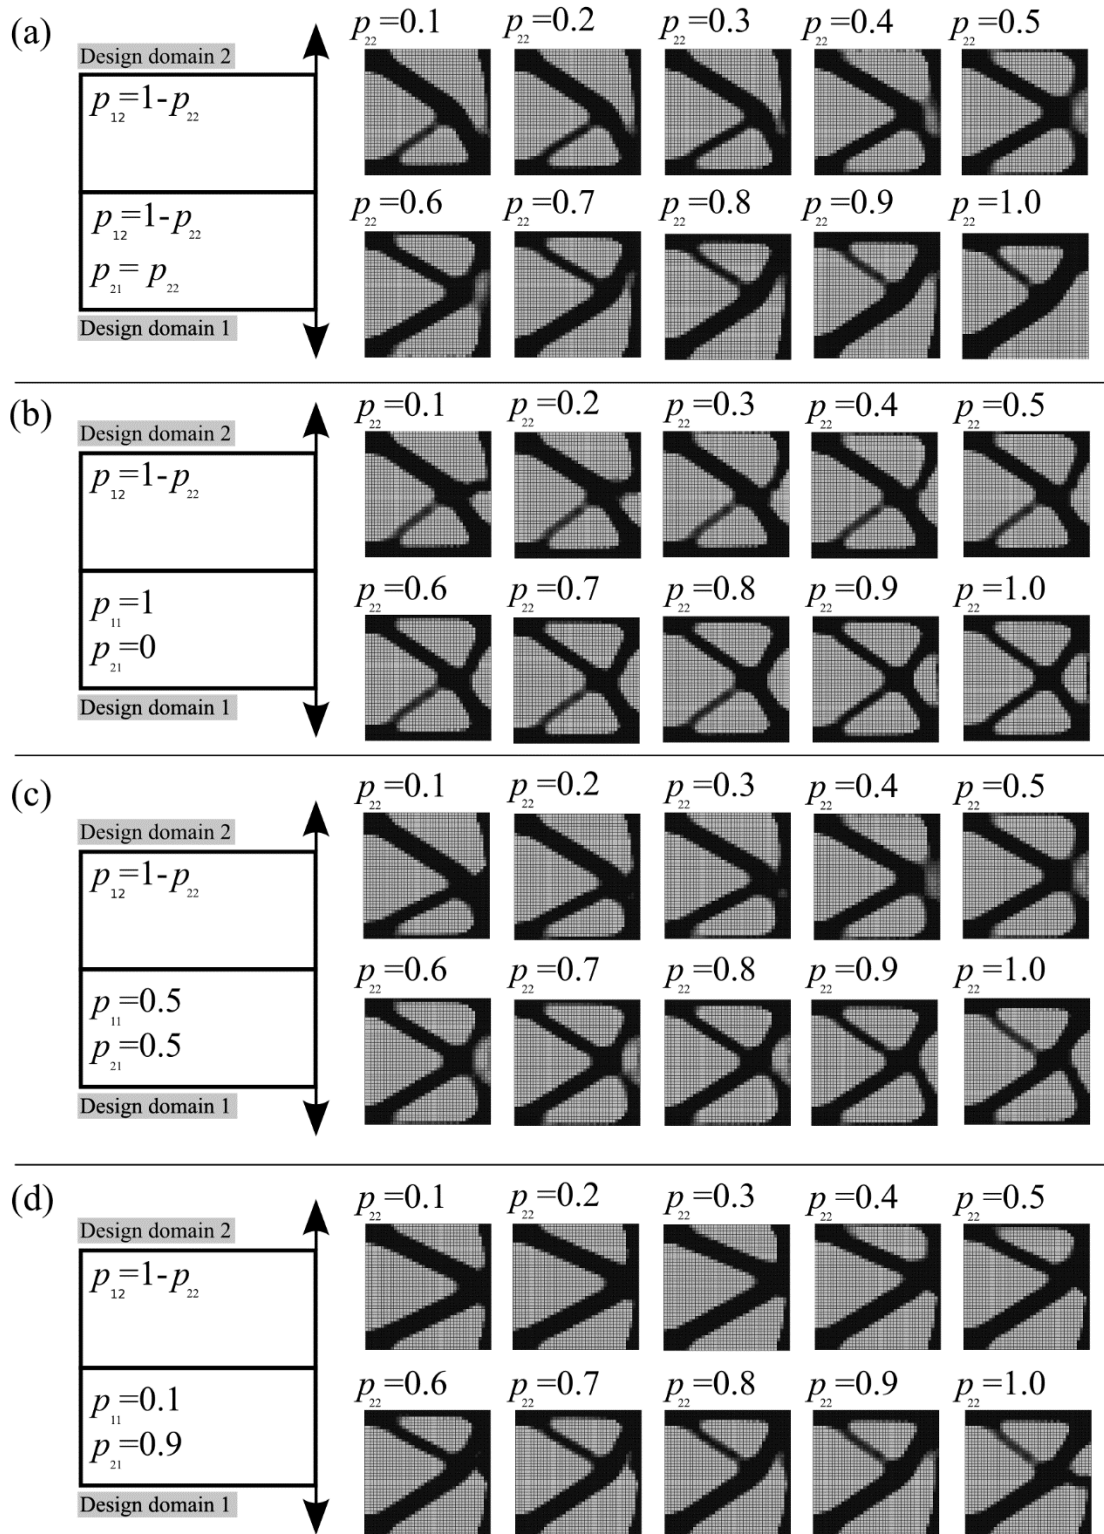 (a)
Design domain 2
p₁₂=1-p₂₂
p₁₂=1-p₂₂
p₂₁= p₂₂
Design domain 1
p₂₂=0.1 p₂₂=0.2 p₂₂=0.3 p₂₂=0.4 p₂₂=0.5
p₂₂=0.6 p₂₂=0.7 p₂₂=0.8 p₂₂=0.9 p₂₂=1.0
(b)
Design domain 2
p₁₂=1-p₂₂
p₁₁=1
p₂₁=0
Design domain 1
p₂₂=0.1 p₂₂=0.2 p₂₂=0.3 p₂₂=0.4 p₂₂=0.5
p₂₂=0.6 p₂₂=0.7 p₂₂=0.8 p₂₂=0.9 p₂₂=1.0
(c)
Design domain 2
p₁₂=1-p₂₂
p₁₁=0.5
p₂₁=0.5
Design domain 1
p₂₂=0.1 p₂₂=0.2 p₂₂=0.3 p₂₂=0.4 p₂₂=0.5
p₂₂=0.6 p₂₂=0.7 p₂₂=0.8 p₂₂=0.9 p₂₂=1.0
(d)
Design domain 2
p₁₂=1-p₂₂
p₁₁=0.1
p₂₁=0.9
Design domain 1
p₂₂=0.1 p₂₂=0.2 p₂₂=0.3 p₂₂=0.4 p₂₂=0.5
p₂₂=0.6 p₂₂=0.7 p₂₂=0.8 p₂₂=0.9 p₂₂=1.0